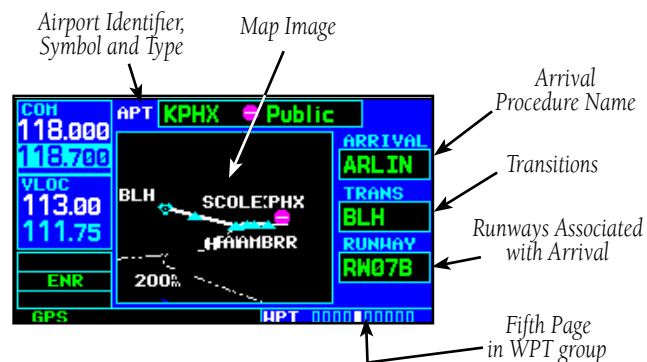 Airport Identifier,
Symbol and Type
Map Image
Arrival
Procedure Name
Transitions
Runways Associated
with Arrival
Fifth Page
in WPT group
COM
118.000
118.700
VLOC
113.00
111.75
ENR
GPS
APT KPHX Public
BLH
SCOLE
PHX
200
ARRIVAL
ARLIN
TRANS
BLH
RUNWAY
RW07B
WPT